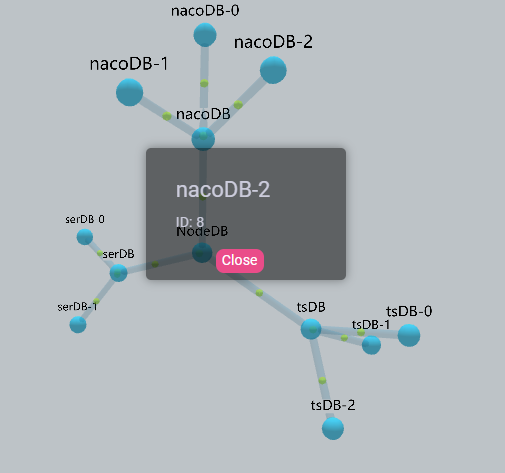 nacoDB-0
nacoDB-2
nacoDB-1
nacoDB
nacoDB-2
ID: 8
NodeDB
Close
serDB-0
serDB
serDB-1
tsDB
tsDB-0
tsDB-1
tsDB-2